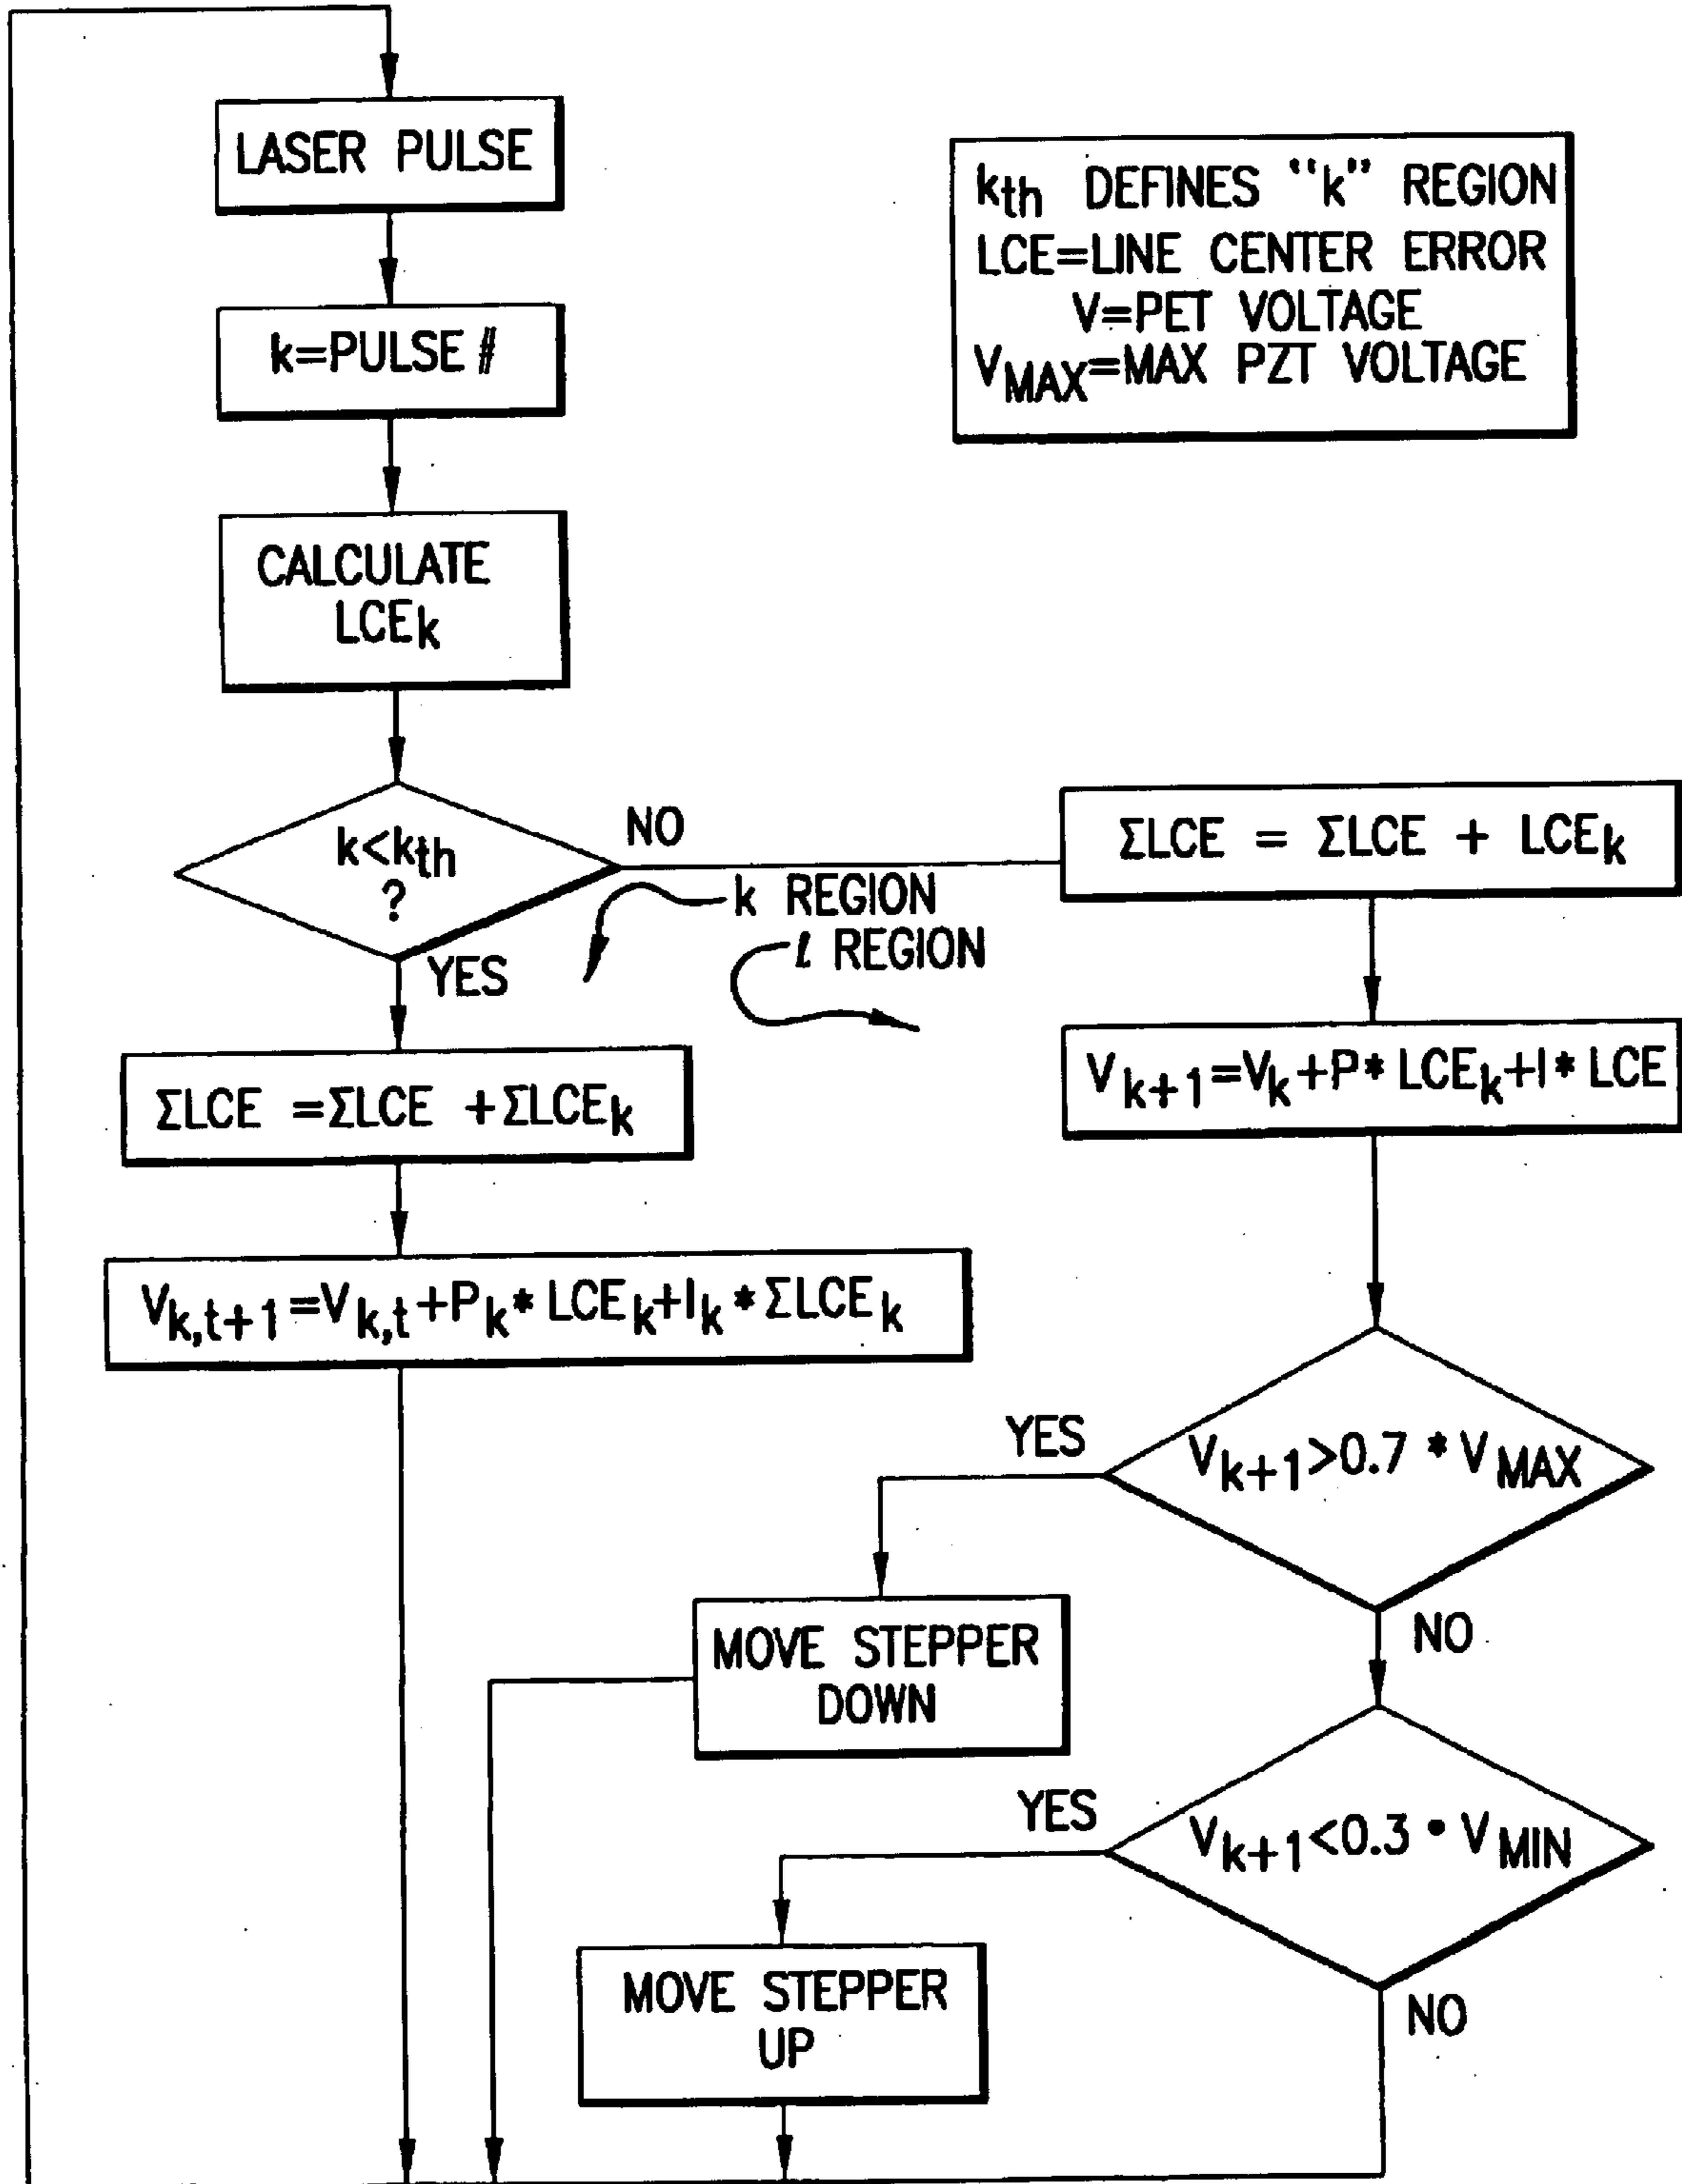 LASER PULSE
k=PULSE #
CALCULATE
LCEk
k<kth
?
NO
YES
k REGION
l REGION
kth DEFINES "k" REGION
LCE=LINE CENTER ERROR
V=PET VOLTAGE
VMAX=MAX PZT VOLTAGE
ΣLCE =ΣLCE +ΣLCEk
Vk,t+1=Vk,t+Pk* LCEk+Ik* ΣLCEk
ΣLCE = ΣLCE + LCEk
Vk+1=Vk+P* LCEk+I* LCE
Vk+1>0.7 * VMAX
YES
NO
MOVE STEPPER
DOWN
Vk+1<0.3 • VMIN
YES
NO
MOVE STEPPER
UP